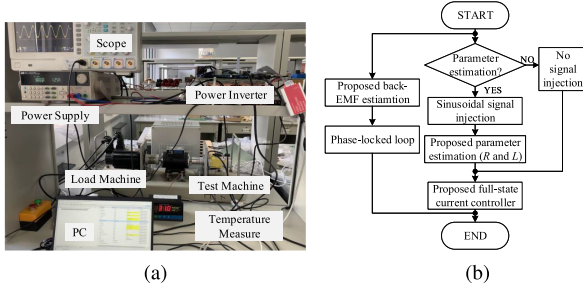 Scope
Power Inverter
Power Supply
Load Machine
Test Machine
Temperature
Measure
PC
(a)
START
Parameter
estimation?
NO
No
signal
injection
YES
Proposed back-
EMF estiamtion
Sinusoidal signal
injection
Phase-locked loop
Proposed parameter
estimation (R and L)
Proposed full-state
current controller
END
(b)